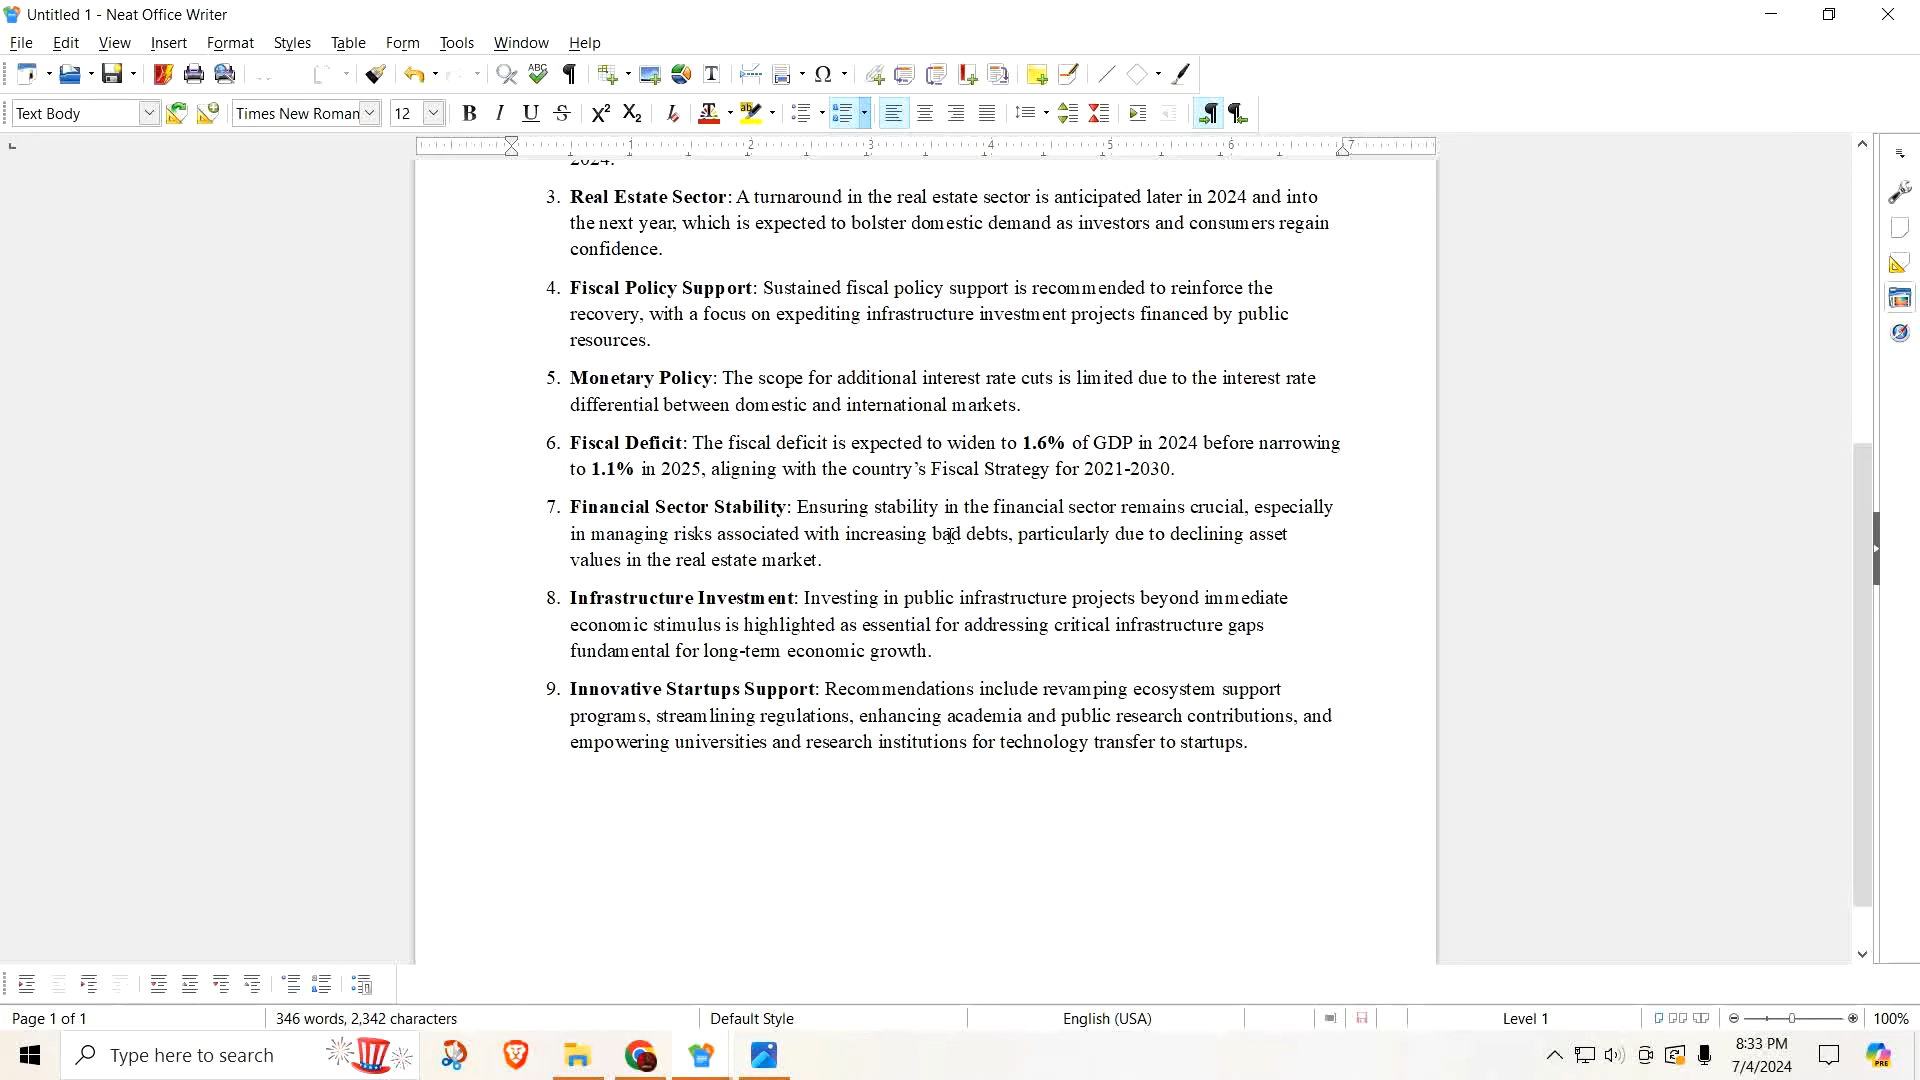 Untitled 1 - Neat Office Writer
File Edit View Insert Format Styles Table Form Tools Window Help
Text Body Times New Roman 12
1 2 3 4 5 6 7
2024.
3. Real Estate Sector: A turnaround in the real estate sector is anticipated later in 2024 and into
the next year, which is expected to bolster domestic demand as investors and consumers regain
confidence.
4. Fiscal Policy Support: Sustained fiscal policy support is recommended to reinforce the
recovery, with a focus on expediting infrastructure investment projects financed by public
resources.
5. Monetary Policy: The scope for additional interest rate cuts is limited due to the interest rate
differential between domestic and international markets.
6. Fiscal Deficit: The fiscal deficit is expected to widen to 1.6% of GDP in 2024 before narrowing
to 1.1% in 2025, aligning with the country’s Fiscal Strategy for 2021-2030.
7. Financial Sector Stability: Ensuring stability in the financial sector remains crucial, especially
in managing risks associated with increasing bad debts, particularly due to declining asset
values in the real estate market.
8. Infrastructure Investment: Investing in public infrastructure projects beyond immediate
economic stimulus is highlighted as essential for addressing critical infrastructure gaps
fundamental for long-term economic growth.
9. Innovative Startups Support: Recommendations include revamping ecosystem support
programs, streamlining regulations, enhancing academia and public research contributions, and
empowering universities and research institutions for technology transfer to startups.
Page 1 of 1 346 words, 2,342 characters Default Style English (USA) Level 1 100%
Type here to search
8:33 PM
7/4/2024
PRE